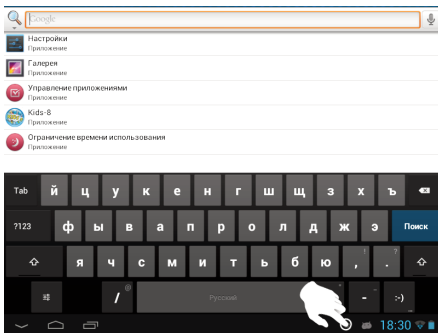 Google
Настройки
Приложение
Галерея
Приложение
Управление приложениями
Приложение
Kids-8
Приложение
Ограничение времени использования
Приложение
Tab й ц у к е н г ш щ з х ъ
?123 ф ы в а п р о л д ж э Поиск
я ч с м и т ь б ю , ! . ?
/ @ Русский - :-)
18:30